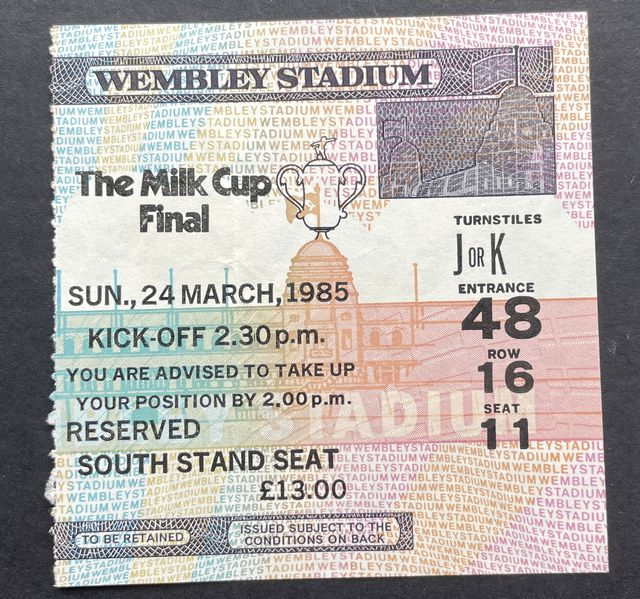 WEMBLEY STADIUM
The Milk Cup
Final
SUN., 24 MARCH, 1985
KICK-OFF 2.30 p.m.
YOU ARE ADVISED TO TAKE UP
YOUR POSITION BY 2.00 p.m.
RESERVED
SOUTH STAND SEAT
£13.00
TURNSTILES
J OR K
ENTRANCE
48
ROW
16
SEAT
11
TO BE RETAINED
ISSUED SUBJECT TO THE
CONDITIONS ON BACK